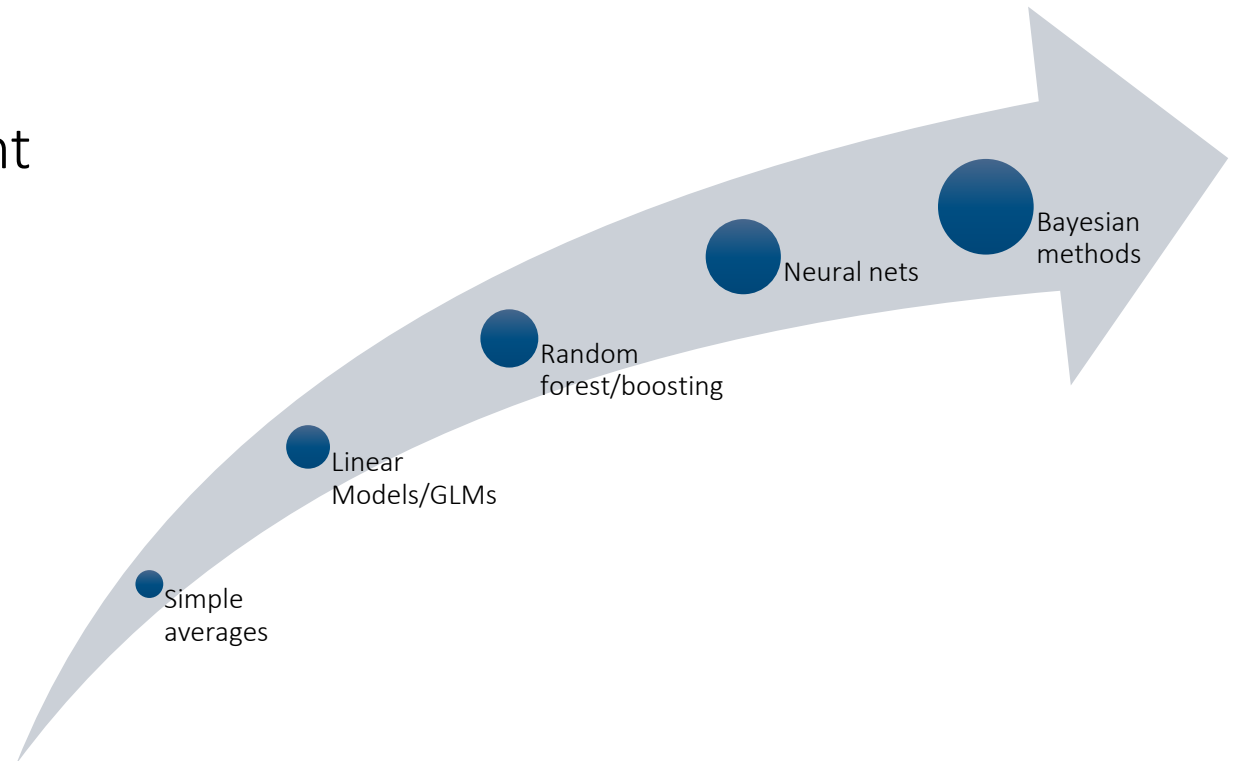 nt
Bayesian
methods
Neural nets
Random
forest/boosting
Linear
Models/GLMs
Simple
averages